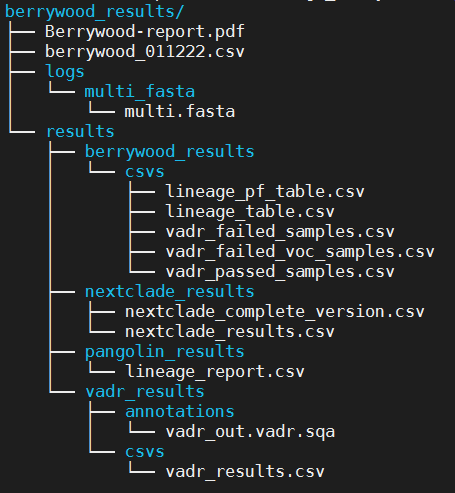 berrywood_results/
├── Berrywood-report.pdf
├── berrywood_011222.csv
├── logs
│   └── multi_fasta
│       └── multi.fasta
└── results
    ├── berrywood_results
    │   └── csvs
    │       ├── lineage_pf_table.csv
    │       ├── lineage_table.csv
    │       ├── vadr_failed_samples.csv
    │       ├── vadr_failed_voc_samples.csv
    │       └── vadr_passed_samples.csv
    ├── nextclade_results
    │   ├── nextclade_complete_version.csv
    │   └── nextclade_results.csv
    ├── pangolin_results
    │   └── lineage_report.csv
    └── vadr_results
        ├── annotations
        │   └── vadr_out.vadr.sqa
        └── csvs
            └── vadr_results.csv